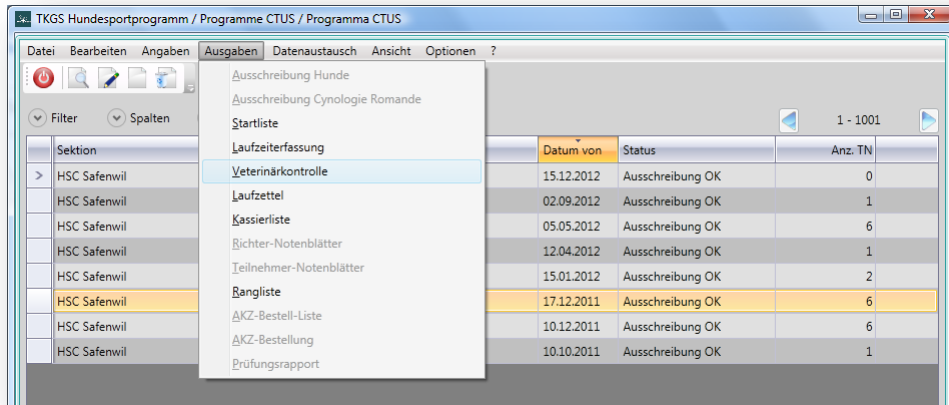 TKGS Hundesportprogramm / Programme CTUS / Programma CTUS
Datei Bearbeiten Angaben Ausgaben Datenaustausch Ansicht Optionen ?
Ausschreibung Hunde
Ausschreibung Cynologie Romande
Startliste
Laufzeiterfassung
Veterinärkontrolle
Laufzettel
Kassierliste
Richter-Notenblätter
Teilnehmer-Notenblätter
Rangliste
AKZ-Bestell-Liste
AKZ-Bestellung
Prüfungsrapport
Filter Spalten 1 - 1001
Sektion Datum von Status Anz. TN
HSC Safenwil 15.12.2012 Ausschreibung OK 0
HSC Safenwil 02.09.2012 Ausschreibung OK 1
HSC Safenwil 05.05.2012 Ausschreibung OK 6
HSC Safenwil 12.04.2012 Ausschreibung OK 1
HSC Safenwil 15.01.2012 Ausschreibung OK 2
HSC Safenwil 17.12.2011 Ausschreibung OK 6
HSC Safenwil 10.12.2011 Ausschreibung OK 6
HSC Safenwil 10.10.2011 Ausschreibung OK 1